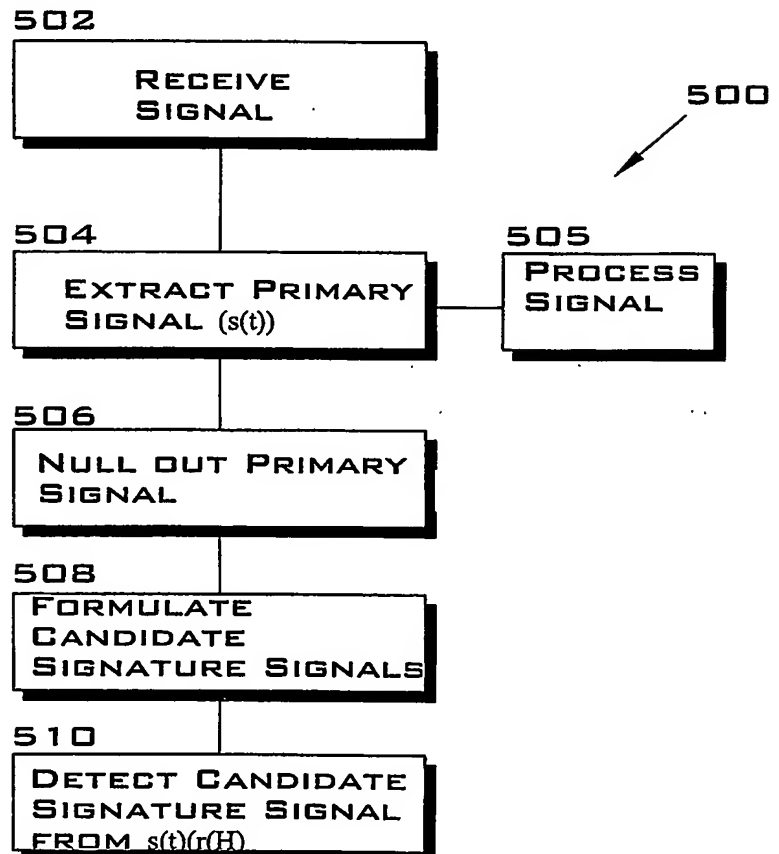 502
RECEIVE
SIGNAL
500
504
EXTRACT PRIMARY
SIGNAL (s(t))
505
PROCESS
SIGNAL
506
NULL OUT PRIMARY
SIGNAL
508
FORMULATE
CANDIDATE
SIGNATURE SIGNALS
510
DETECT CANDIDATE
SIGNATURE SIGNAL
FROM s(t)(r(H)